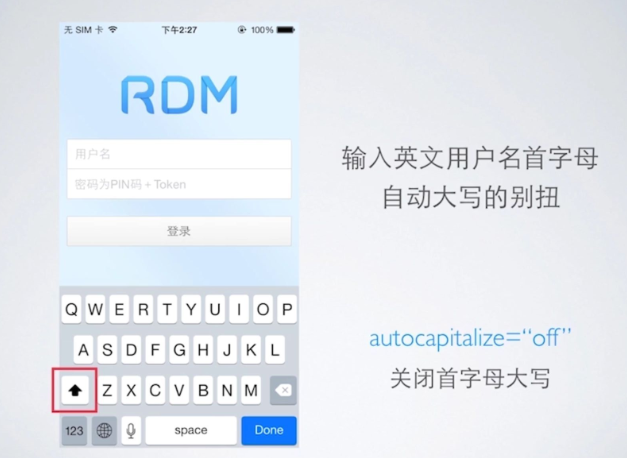 无 SIM 卡 下午2:27 100%
RDM
用户名
密码为PIN码＋Token
登录
Q W E R T Y U I O P
A S D F G H J K L
Z X C V B N M
123 space Done
输入英文用户名首字母
自动大写的别扭
autocapitalize=“off”
关闭首字母大写